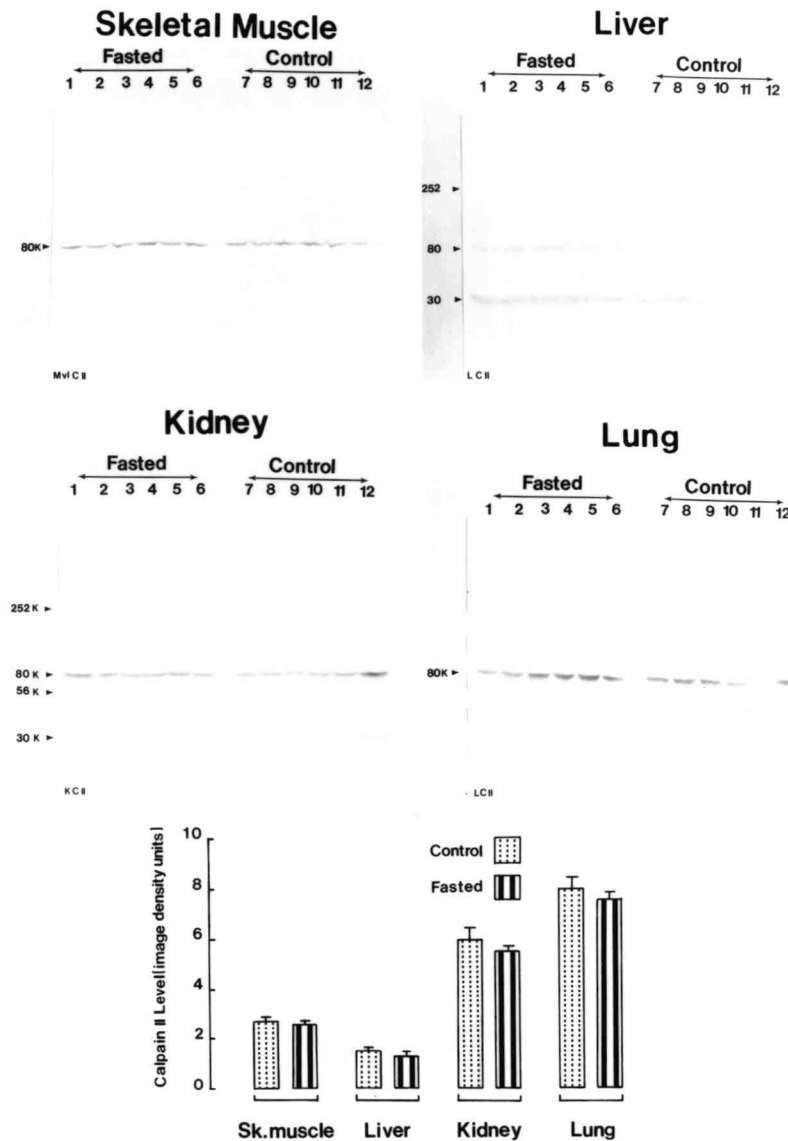 Skeletal Muscle
Fasted Control
1 2 3 4 5 6 7 8 9 10 11 12
80K
MvlC II
Liver
Fasted Control
1 2 3 4 5 6 7 8 9 10 11 12
252
80
30
L C II
Kidney
Fasted Control
1 2 3 4 5 6 7 8 9 10 11 12
252 K
80 K
56 K
30 K
K C II
Lung
Fasted Control
1 2 3 4 5 6 7 8 9 10 11 12
80K
LC II
Calpain II Level [image density units]
10
8
6
4
2
0
Control
Fasted
Sk.muscle Liver Kidney Lung